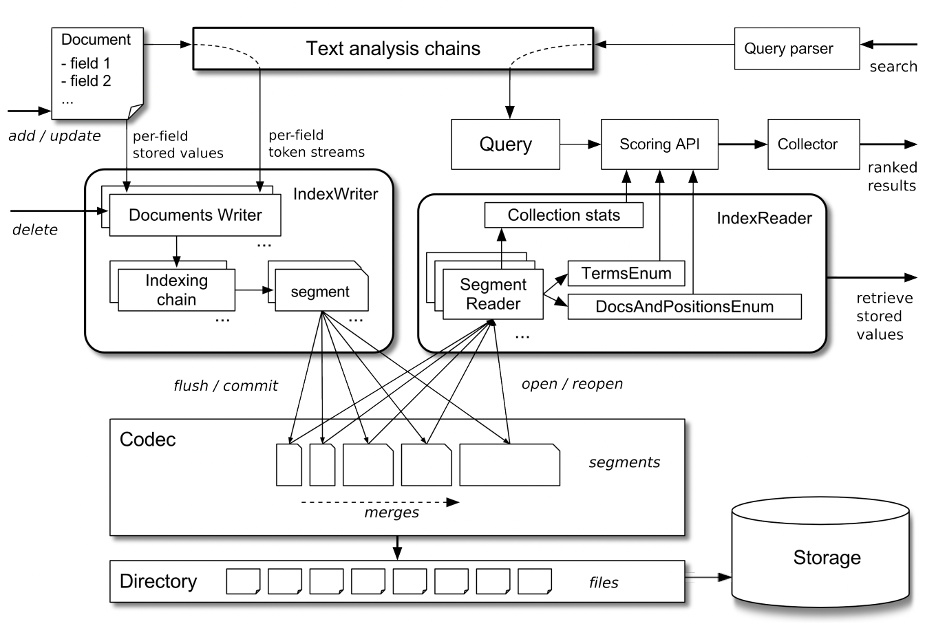 Document
- field 1
- field 2
...
add / update
Text analysis chains
Query parser
search
per-field
stored values
per-field
token streams
Query
Scoring API
Collector
ranked
results
IndexWriter
Documents Writer
...
delete
Indexing
chain
...
segment
...
IndexReader
Collection stats
Segment
Reader
...
TermsEnum
DocsAndPositionsEnum
retrieve
stored
values
flush / commit
open / reopen
Codec
segments
merges
Directory
files
Storage